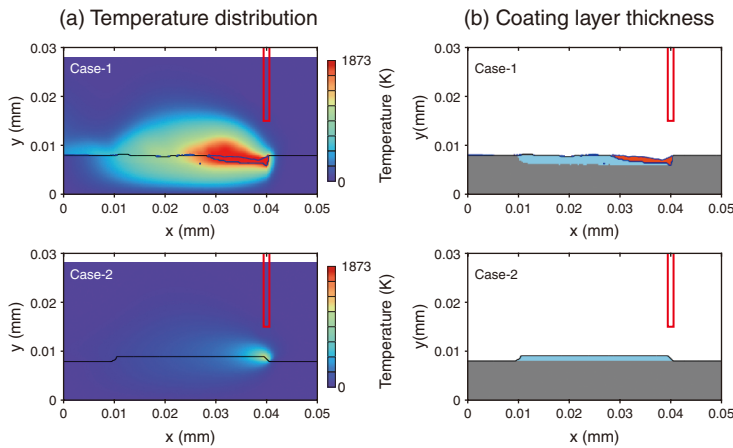 (a) Temperature distribution
(b) Coating layer thickness
0.03
0.02
0.01
0
y (mm)
Case-1
1873
0
Temperature (K)
0 0.01 0.02 0.03 0.04 0.05
x (mm)
0.03
0.02
0.01
0
y (mm)
Case-1
0 0.01 0.02 0.03 0.04 0.05
x (mm)
0.03
0.02
0.01
0
y (mm)
Case-2
1873
0
Temperature (K)
0 0.01 0.02 0.03 0.04 0.05
x (mm)
0.03
0.02
0.01
0
y(mm)
Case-2
0 0.01 0.02 0.03 0.04 0.05
x (mm)